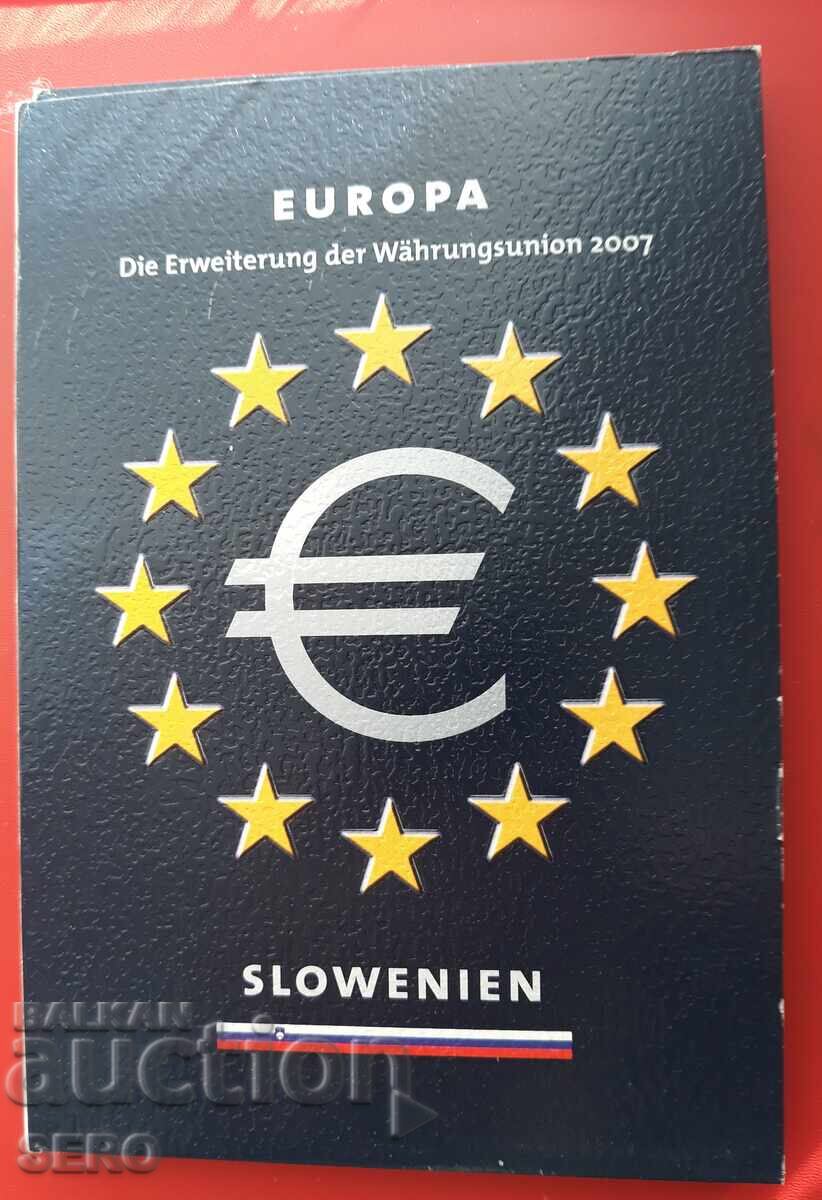 EUROPA
Die Erweiterung der Währungsunion 2007
€
SLOWENIEN
BALKAN
auction
SERO